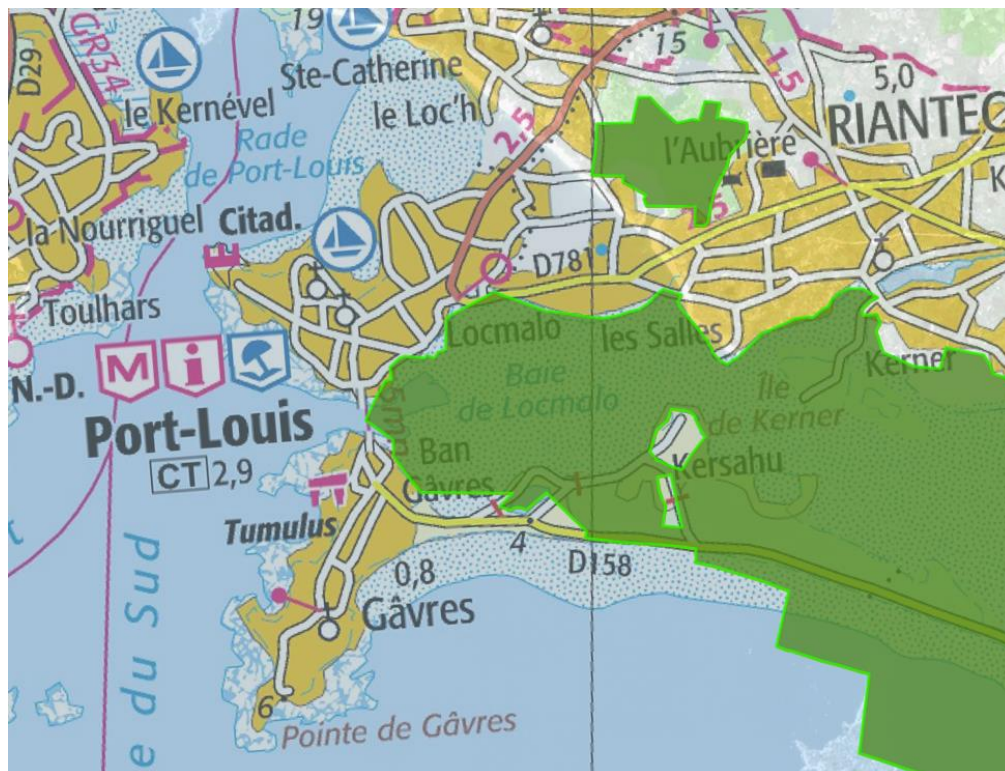 19
15
D29
GR34
Ste-Catherine
1,5
5,0
le Kernével
le Loc'h
2,5
RIANTEC
Rade
de Port-Louis
l'Aubrière
la Nourriguel
Citad.
D781
Toulhars
Locmalo
les Salles
Kerner
M
i
N.-D.
Baie
de Locmalo
Île
de Kerner
Port-Louis
CT 2,9
Ban
Gâvres
Kersahu
Tumulus
4
D158
0,8
Gâvres
e du Sud
6
Pointe de Gâvres